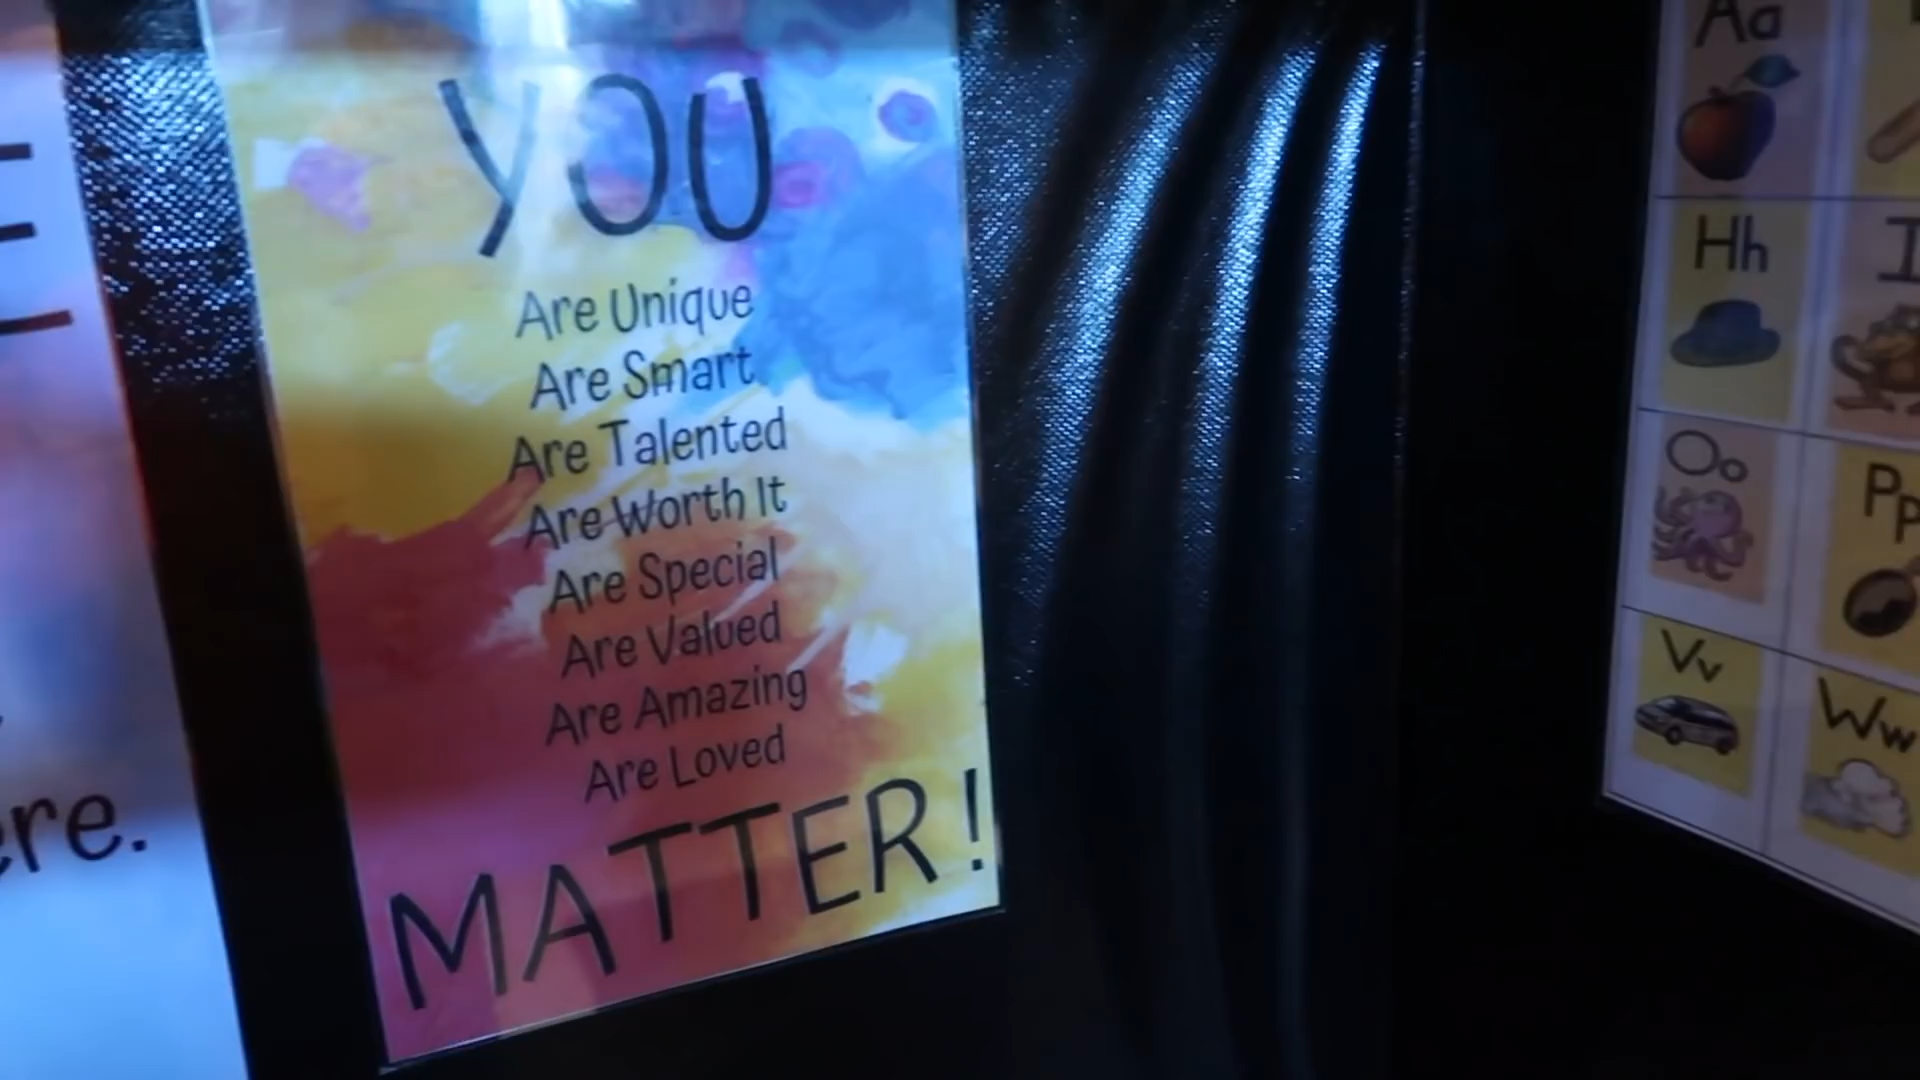 ere.
YOU
Are Unique
Are Smart
Are Talented
Are Worth It
Are Special
Are Valued
Are Amazing
Are Loved
MATTER!
Aa
Hh
Oo
Pp
Vv
Ww